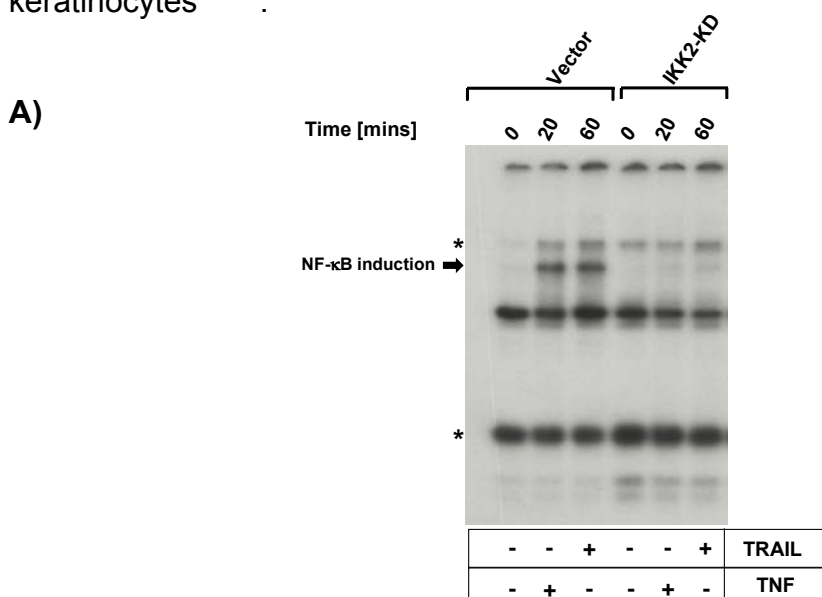 keratinocytes .
Vector IKK2-KD
A)
Time [mins] 0 20 60 0 20 60
*
NF-κB induction
*
- - + - - + TRAIL
- + - - + - TNF